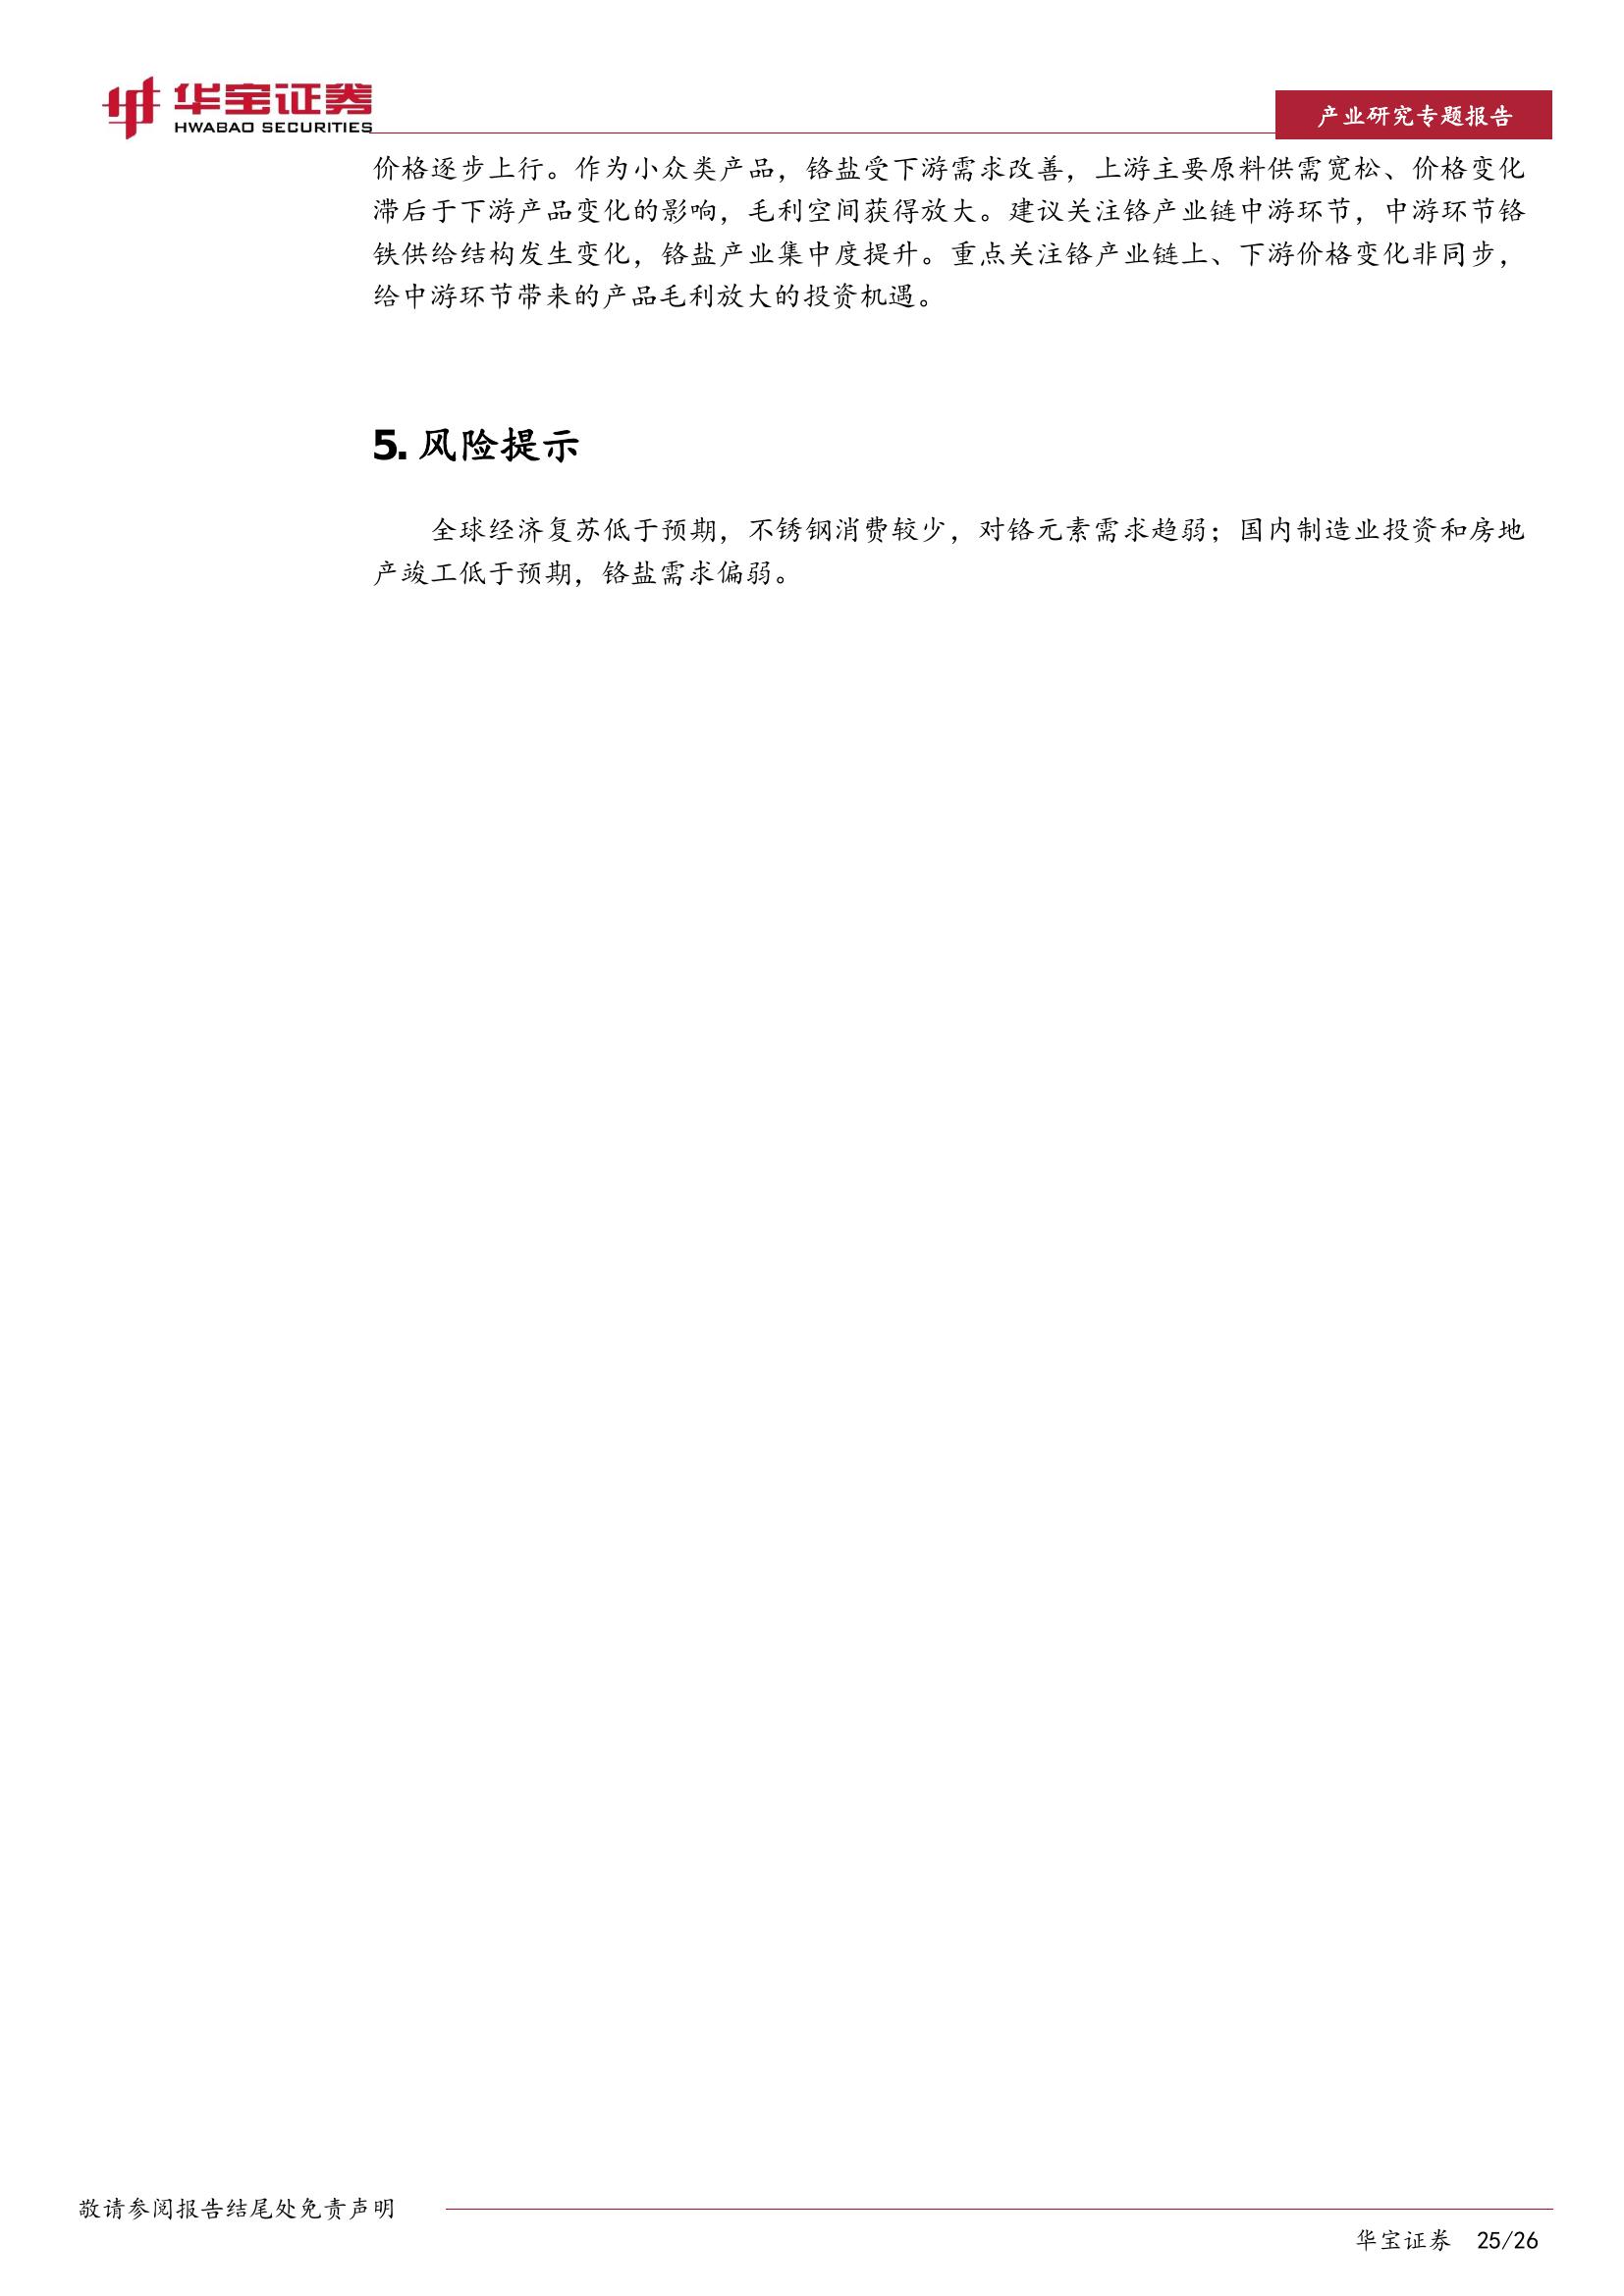 华宝证券
HWABAO SECURITIES
产业研究专题报告
价格逐步上行。作为小众类产品，铬盐受下游需求改善，上游主要原料供需宽松、价格变化
滞后于下游产品变化的影响，毛利空间获得放大。建议关注铬产业链中游环节，中游环节铬
铁供给结构发生变化，铬盐产业集中度提升。重点关注铬产业链上、下游价格变化非同步，
给中游环节带来的产品毛利放大的投资机遇。
5. 风险提示
全球经济复苏低于预期，不锈钢消费较少，对铬元素需求趋弱；国内制造业投资和房地
产竣工低于预期，铬盐需求偏弱。
敬请参阅报告结尾处免责声明
华宝证券 25/26